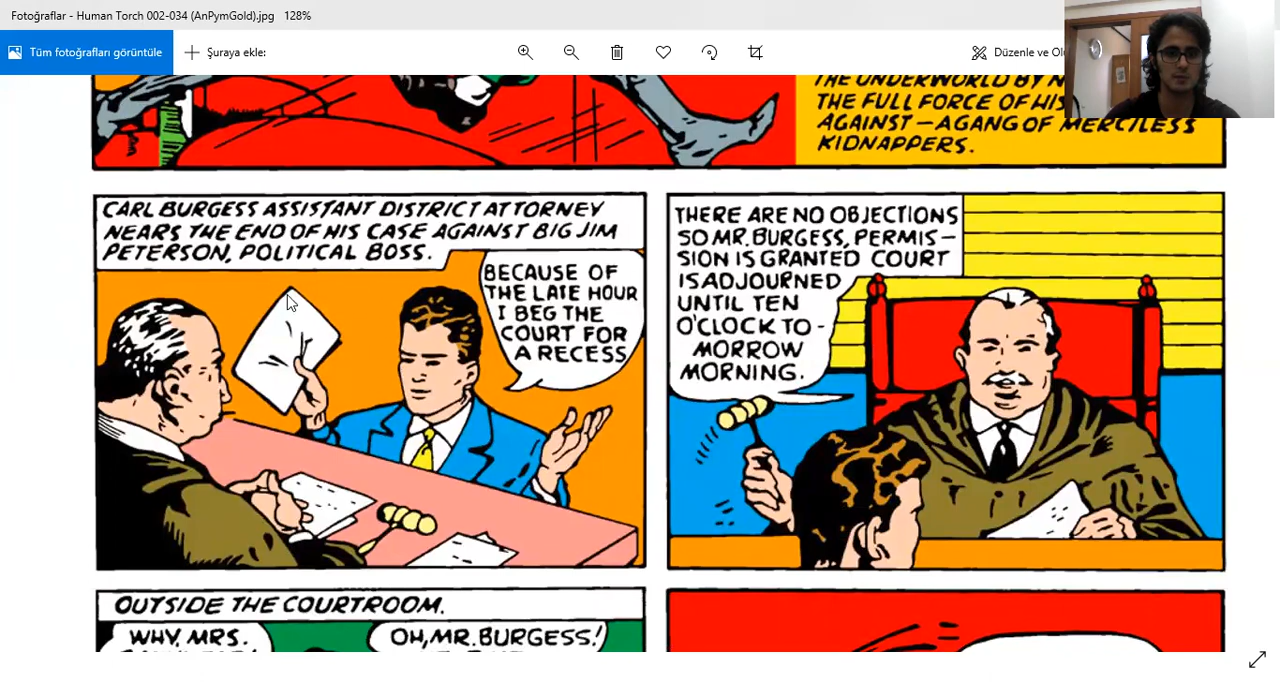 Fotoğraflar - Human Torch 002-034 (AnPymGold).jpg 128%
Tüm fotoğrafları görüntüle
Şuraya ekle:
Düzenle ve
THE UNDERWORLD BY
THE FULL FORCE OF HIS
AGAINST — A GANG OF MERCILESS
KIDNAPPERS.
CARL BURGESS ASSISTANT DISTRICT ATTORNEY
NEARS THE END OF HIS CASE AGAINST BIG JIM
PETERSON, POLITICAL BOSS.
BECAUSE OF
THE LATE HOUR
I BEG THE
COURT FOR
A RECESS
THERE ARE NO OBJECTIONS
SO MR. BURGESS, PERMIS-
SION IS GRANTED COURT
IS ADJOURNED
UNTIL TEN
O'CLOCK TO-
MORROW
MORNING.
OUTSIDE THE COURTROOM.
WHY, MRS.
OH, MR. BURGESS!